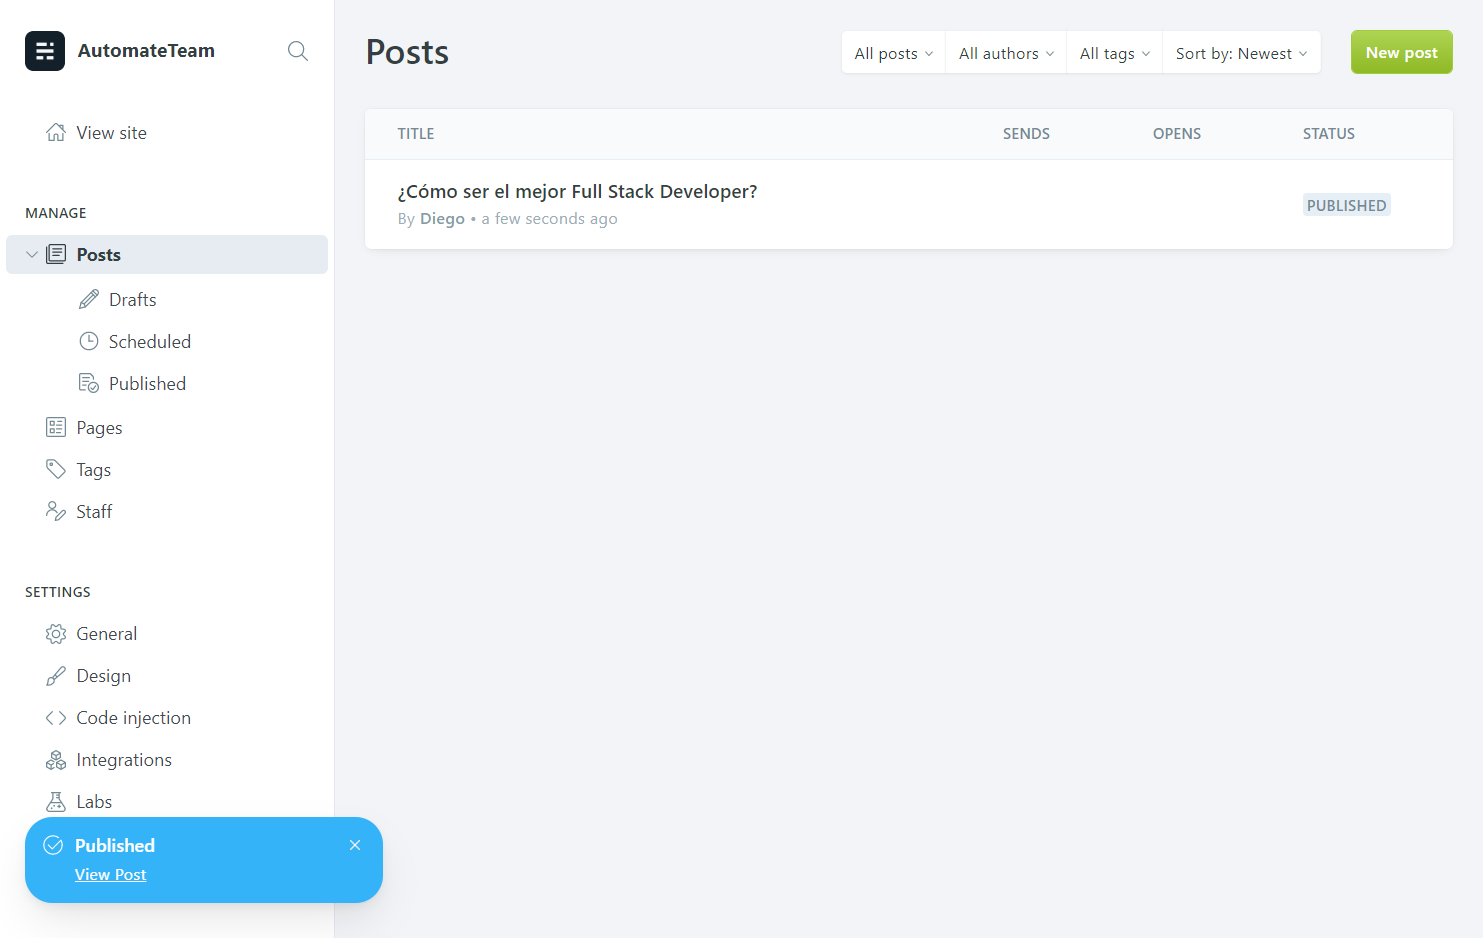 AutomateTeam
View site
MANAGE
Posts
Drafts
Scheduled
Published
Pages
Tags
Staff
SETTINGS
General
Design
Code injection
Integrations
Labs
Published
View Post
Posts
All posts
All authors
All tags
Sort by: Newest
New post
TITLE SENDS OPENS STATUS
¿Cómo ser el mejor Full Stack Developer?
By Diego • a few seconds ago
PUBLISHED